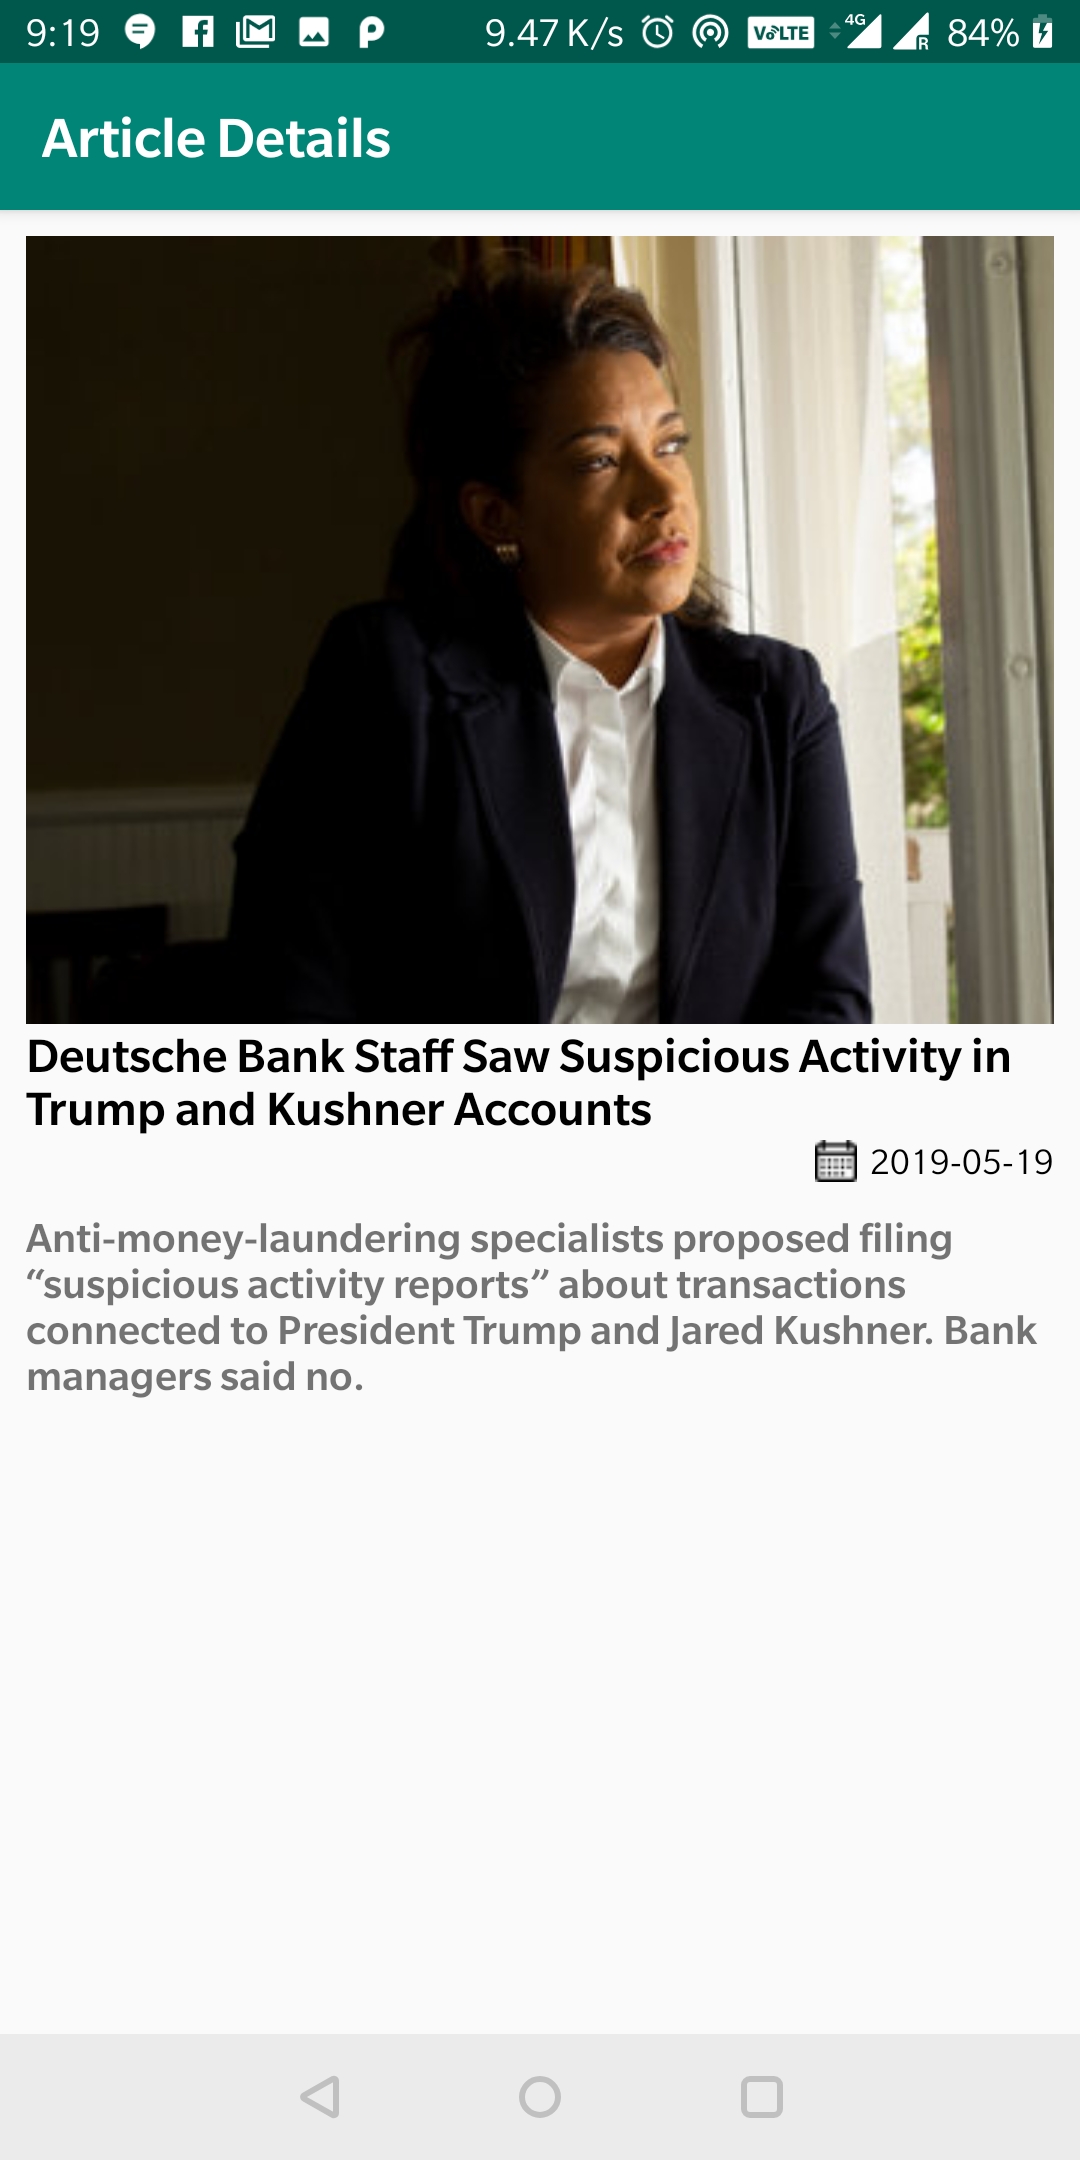 9:19 9.47 K/s VoLTE 4G R 84%
Article Details
Deutsche Bank Staff Saw Suspicious Activity in
Trump and Kushner Accounts
2019-05-19
Anti-money-laundering specialists proposed filing
“suspicious activity reports” about transactions
connected to President Trump and Jared Kushner. Bank
managers said no.